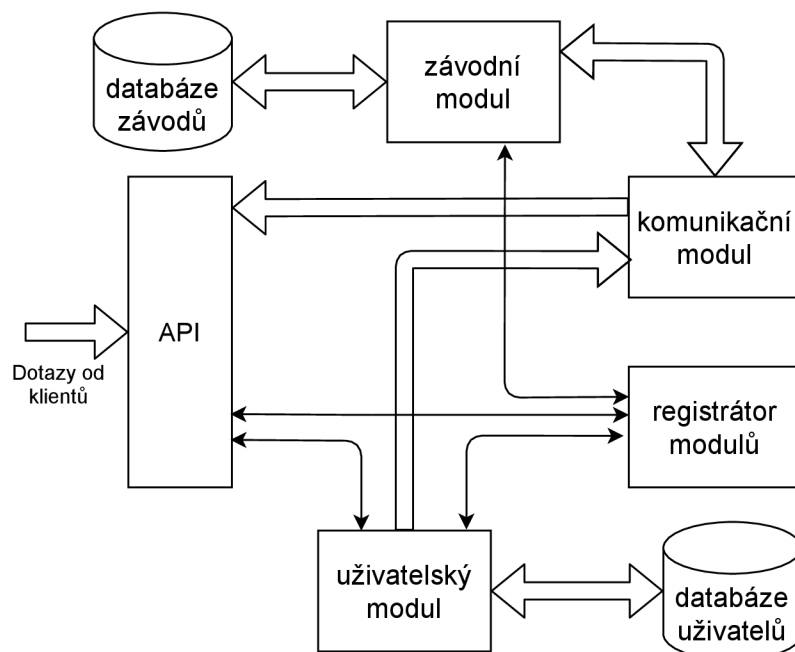 databáze
závodů
závodní
modul
komunikační
modul
API
Dotazy od
klientů
registrátor
modulů
uživatelský
modul
databáze
uživatelů